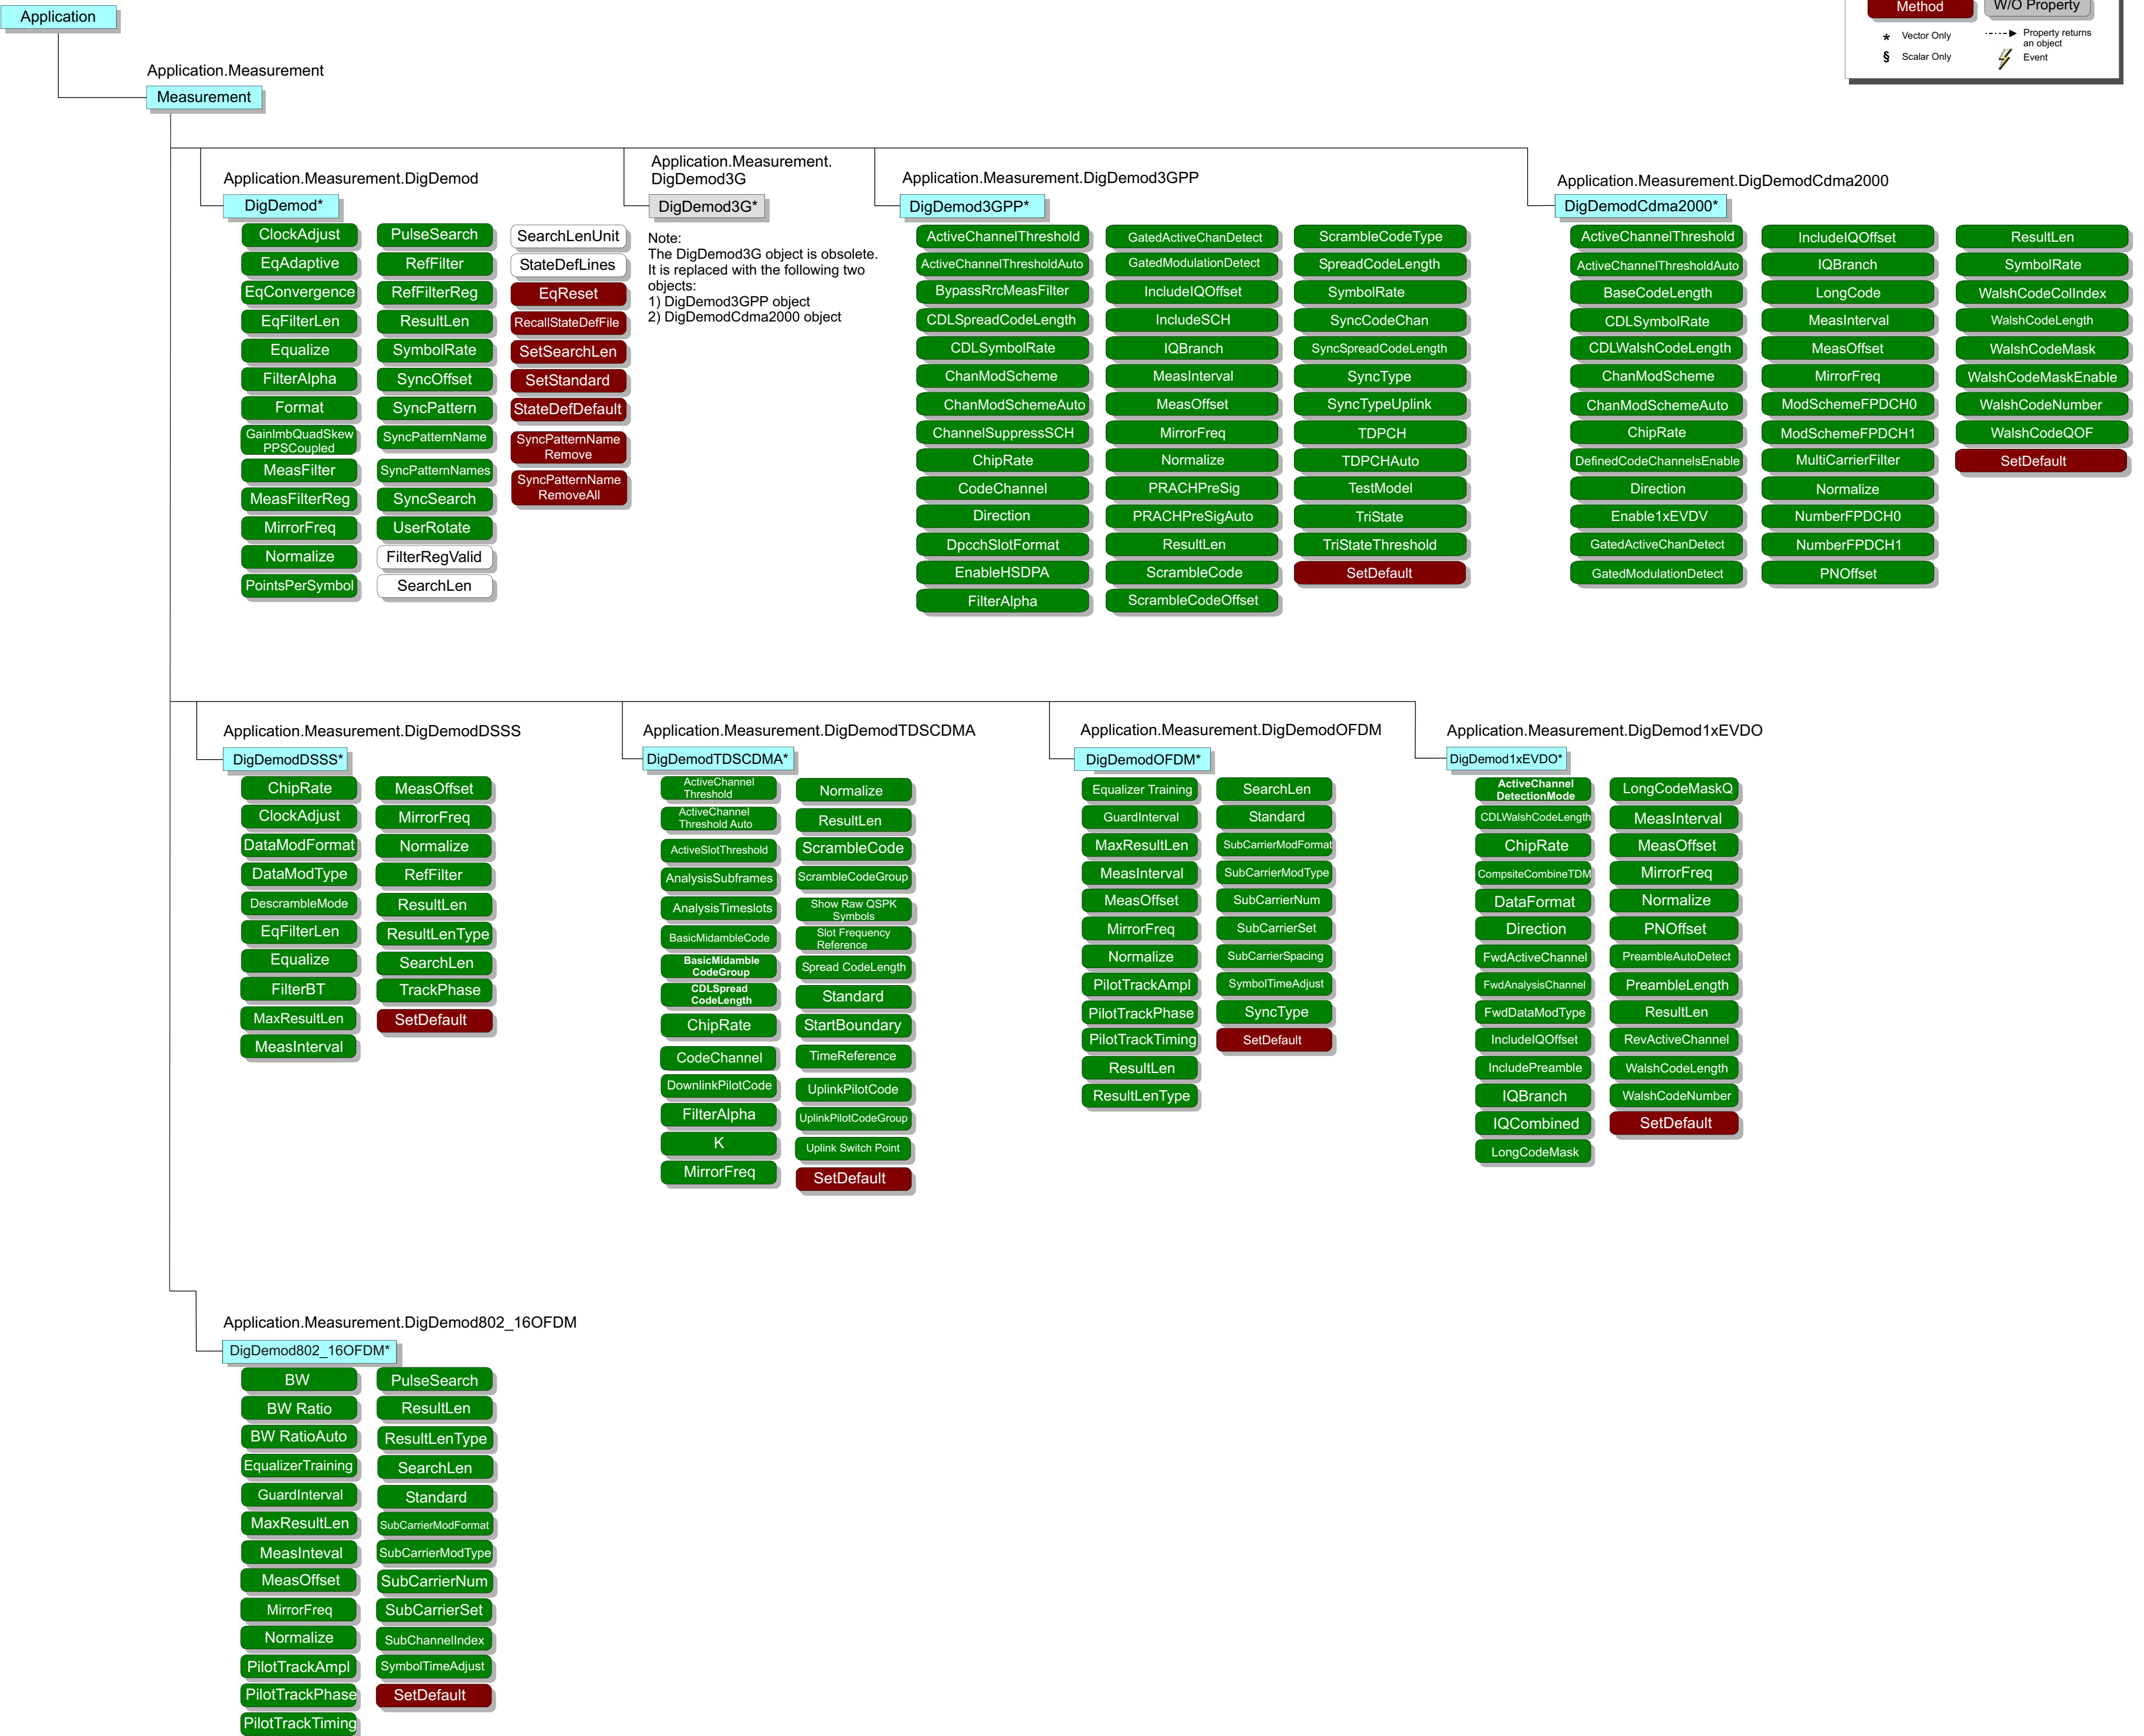 Application
Method
W/O Property
* Vector Only
Property returns
an object
§ Scalar Only
Event
Application.Measurement
Measurement
Application.Measurement.DigDemod
DigDemod*
ClockAdjust
EqAdaptive
EqConvergence
EqFilterLen
Equalize
FilterAlpha
Format
GainImbQuadSkew
PPSCoupled
MeasFilter
MeasFilterReg
MirrorFreq
Normalize
PointsPerSymbol
PulseSearch
RefFilter
RefFilterReg
ResultLen
SymbolRate
SyncOffset
SyncPattern
SyncPatternName
SyncPatternNames
SyncSearch
UserRotate
FilterRegValid
SearchLen
SearchLenUnit
StateDefLines
EqReset
RecallStateDefFile
SetSearchLen
SetStandard
StateDefDefault
SyncPatternName
Remove
SyncPatternName
RemoveAll
Application.Measurement.
DigDemod3G
DigDemod3G*
Note:
The DigDemod3G object is obsolete.
It is replaced with the following two
objects:
1) DigDemod3GPP object
2) DigDemodCdma2000 object
Application.Measurement.DigDemod3GPP
DigDemod3GPP*
ActiveChannelThreshold
ActiveChannelThresholdAuto
BypassRrcMeasFilter
CDLSpreadCodeLength
CDLSymbolRate
ChanModScheme
ChanModSchemeAuto
ChannelSuppressSCH
ChipRate
CodeChannel
Direction
DpcchSlotFormat
EnableHSDPA
FilterAlpha
GatedActiveChanDetect
GatedModulationDetect
IncludeIQOffset
IncludeSCH
IQBranch
MeasInterval
MeasOffset
MirrorFreq
Normalize
PRACHPreSig
PRACHPreSigAuto
ResultLen
ScrambleCode
ScrambleCodeOffset
ScrambleCodeType
SpreadCodeLength
SymbolRate
SyncCodeChan
SyncSpreadCodeLength
SyncType
SyncTypeUplink
TDPCH
TDPCHAuto
TestModel
TriState
TriStateThreshold
SetDefault
Application.Measurement.DigDemodCdma2000
DigDemodCdma2000*
ActiveChannelThreshold
ActiveChannelThresholdAuto
BaseCodeLength
CDLSymbolRate
CDLWalshCodeLength
ChanModScheme
ChanModSchemeAuto
ChipRate
DefinedCodeChannelsEnable
Direction
Enable1xEVDV
GatedActiveChanDetect
GatedModulationDetect
IncludeIQOffset
IQBranch
LongCode
MeasInterval
MeasOffset
MirrorFreq
ModSchemeFPDCH0
ModSchemeFPDCH1
MultiCarrierFilter
Normalize
NumberFPDCH0
NumberFPDCH1
PNOffset
ResultLen
SymbolRate
WalshCodeColIndex
WalshCodeLength
WalshCodeMask
WalshCodeMaskEnable
WalshCodeNumber
WalshCodeQOF
SetDefault
Application.Measurement.DigDemodDSSS
DigDemodDSSS*
ChipRate
ClockAdjust
DataModFormat
DataModType
DescrambleMode
EqFilterLen
Equalize
FilterBT
MaxResultLen
MeasInterval
MeasOffset
MirrorFreq
Normalize
RefFilter
ResultLen
ResultLenType
SearchLen
TrackPhase
SetDefault
Application.Measurement.DigDemodTDSCDMA
DigDemodTDSCDMA*
ActiveChannel
Threshold
ActiveChannel
Threshold Auto
ActiveSlotThreshold
AnalysisSubframes
AnalysisTimeslots
BasicMidambleCode
BasicMidamble
CodeGroup
CDLSpread
CodeLength
ChipRate
CodeChannel
DownlinkPilotCode
FilterAlpha
K
MirrorFreq
Normalize
ResultLen
ScrambleCode
ScrambleCodeGroup
Show Raw QSPK
Symbols
Slot Frequency
Reference
Spread CodeLength
Standard
StartBoundary
TimeReference
UplinkPilotCode
UplinkPilotCodeGroup
Uplink Switch Point
SetDefault
Application.Measurement.DigDemodOFDM
DigDemodOFDM*
Equalizer Training
GuardInterval
MaxResultLen
MeasInterval
MeasOffset
MirrorFreq
Normalize
PilotTrackAmpl
PilotTrackPhase
PilotTrackTiming
ResultLen
ResultLenType
SearchLen
Standard
SubCarrierModFormat
SubCarrierModType
SubCarrierNum
SubCarrierSet
SubCarrierSpacing
SymbolTimeAdjust
SyncType
SetDefault
Application.Measurement.DigDemod1xEVDO
DigDemod1xEVDO*
ActiveChannel
DetectionMode
CDLWalshCodeLength
ChipRate
CompsiteCombineTDM
DataFormat
Direction
FwdActiveChannel
FwdAnalysisChannel
FwdDataModType
IncludeIQOffset
IncludePreamble
IQBranch
IQCombined
LongCodeMask
LongCodeMaskQ
MeasInterval
MeasOffset
MirrorFreq
Normalize
PNOffset
PreambleAutoDetect
PreambleLength
ResultLen
RevActiveChannel
WalshCodeLength
WalshCodeNumber
SetDefault
Application.Measurement.DigDemod802_16OFDM
DigDemod802_16OFDM*
BW
BW Ratio
BW RatioAuto
EqualizerTraining
GuardInterval
MaxResultLen
MeasInteval
MeasOffset
MirrorFreq
Normalize
PilotTrackAmpl
PilotTrackPhase
PilotTrackTiming
PulseSearch
ResultLen
ResultLenType
SearchLen
Standard
SubCarrierModFormat
SubCarrierModType
SubCarrierNum
SubCarrierSet
SubChannelIndex
SymbolTimeAdjust
SetDefault